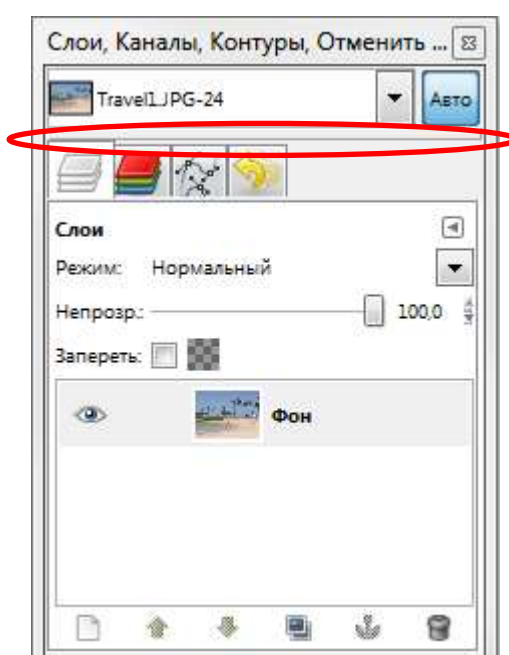 Слои, Каналы, Контуры, Отменить ...
Travel1.JPG-24
Авто
Слои
Режим: Нормальный
Непрозр.: 100,0
Запереть:
Фон